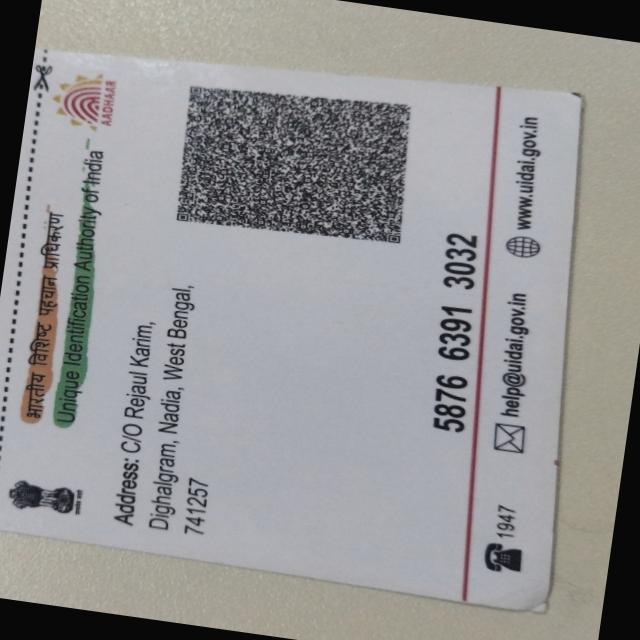 भारतीय विशिष्ट पहचान प्राधिकरण
Unique Identification Authority of India
AADHAAR
Address: C/O Rejaul Karim,
Dighalgram, Nadia, West Bengal,
741257
5876 6391 3032
1947 help@uidai.gov.in www.uidai.gov.in